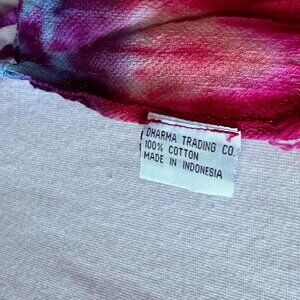 DHARMA TRADING CO.
100% COTTON
MADE IN INDONESIA